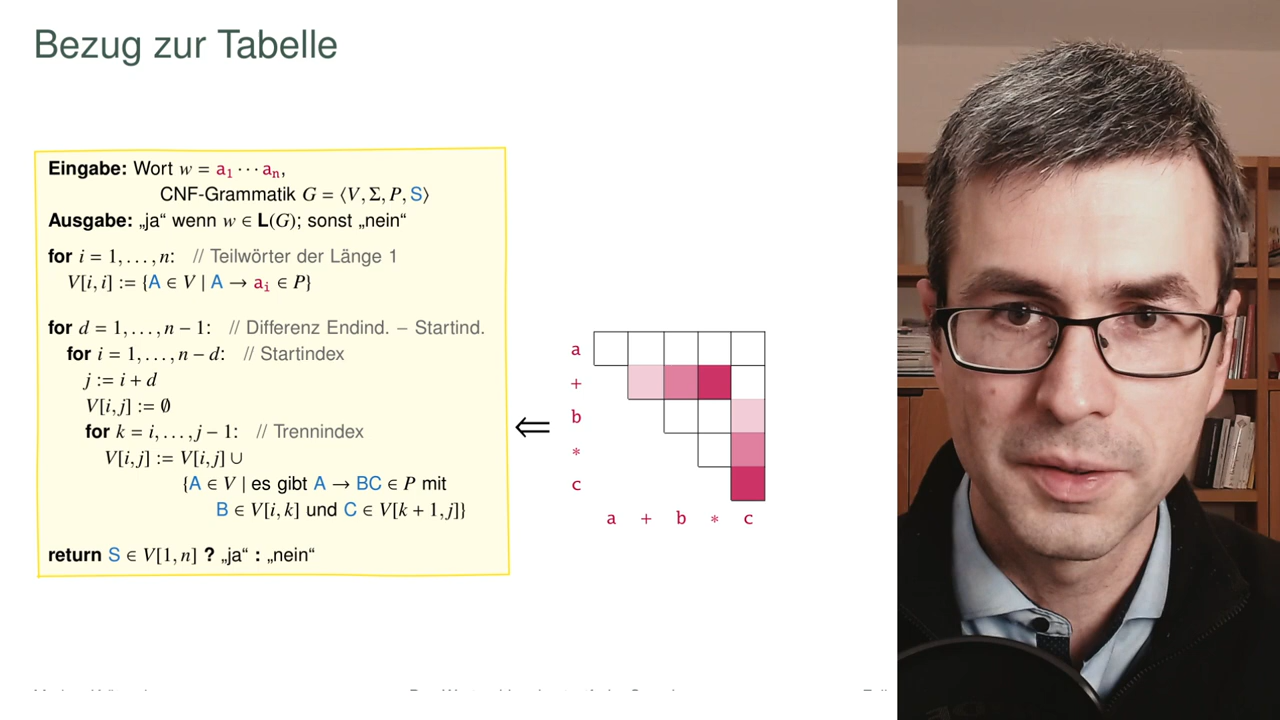 Bezug zur Tabelle
Eingabe: Wort w = a₁ ⋯ aₙ,
CNF-Grammatik G = ⟨V, Σ, P, S⟩
Ausgabe: „ja“ wenn w ∈ L(G); sonst „nein“
for i = 1, . . . , n: // Teilwörter der Länge 1
V[i, i] := {A ∈ V | A → aᵢ ∈ P}
for d = 1, . . . , n − 1: // Differenz Endind. – Startind.
for i = 1, . . . , n − d: // Startindex
j := i + d
V[i, j] := ∅
for k = i, . . . , j − 1: // Trennindex
V[i, j] := V[i, j] ∪
{A ∈ V | es gibt A → BC ∈ P mit
B ∈ V[i, k] und C ∈ V[k + 1, j]}
return S ∈ V[1, n] ? „ja“ : „nein“
⇐
a
+
b
*
c
a + b * c